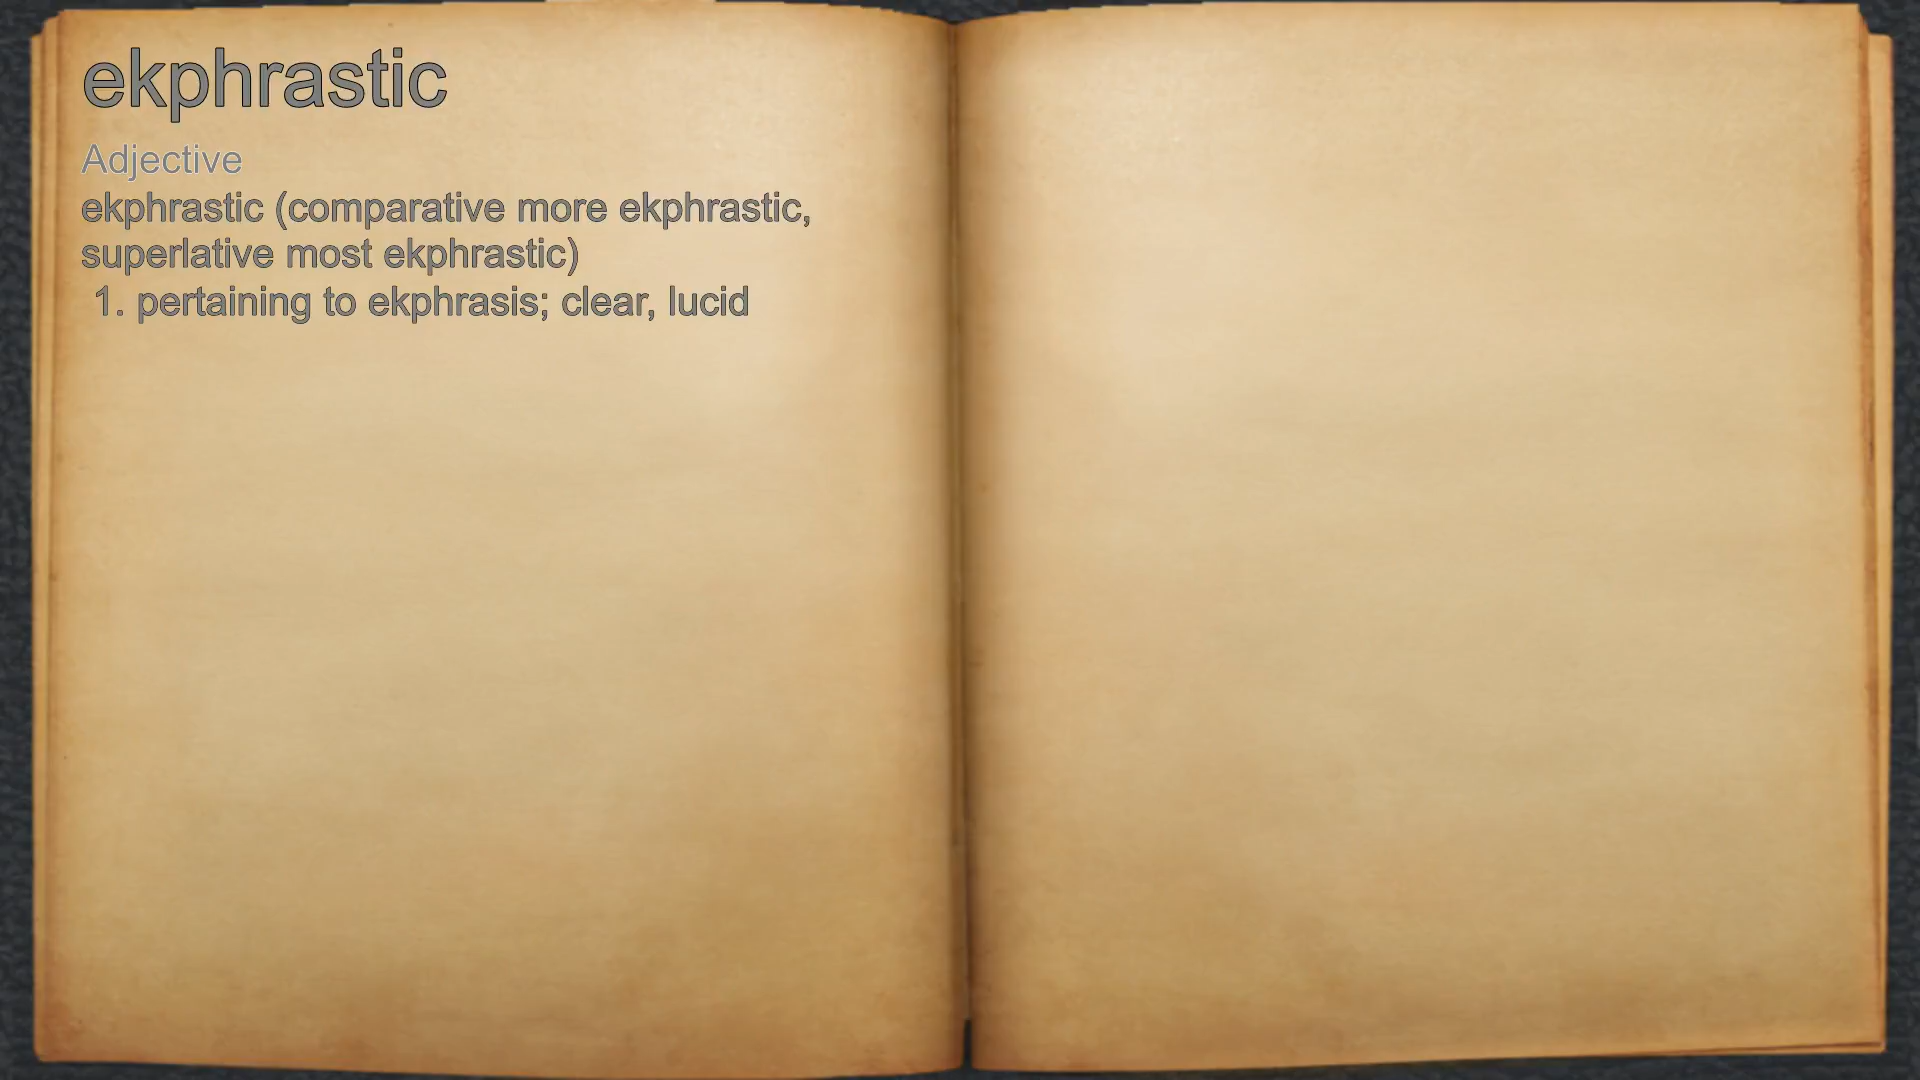 ekphrastic
Adjective
ekphrastic (comparative more ekphrastic,
superlative most ekphrastic)
1. pertaining to ekphrasis; clear, lucid